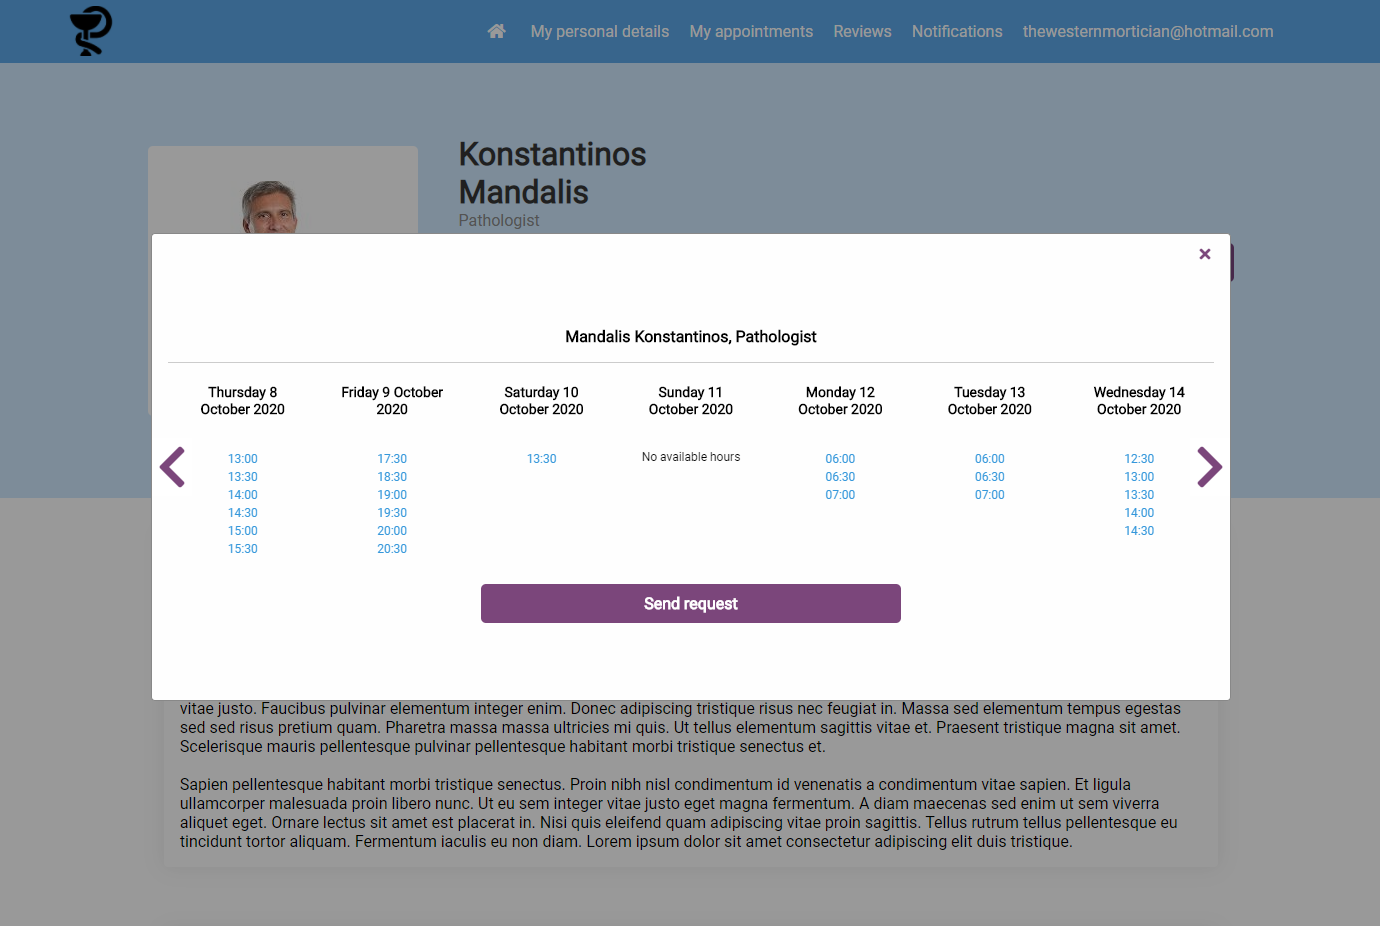 My personal details My appointments Reviews Notifications thewesternmortician@hotmail.com
Konstantinos
Mandalis
Pathologist
Mandalis Konstantinos, Pathologist
Thursday 8
October 2020
13:00
13:30
14:00
14:30
15:00
15:30
Friday 9 October
2020
17:30
18:30
19:00
19:30
20:00
20:30
Saturday 10
October 2020
13:30
Sunday 11
October 2020
No available hours
Monday 12
October 2020
06:00
06:30
07:00
Tuesday 13
October 2020
06:00
06:30
07:00
Wednesday 14
October 2020
12:30
13:00
13:30
14:00
14:30
Send request
vitae justo. Faucibus pulvinar elementum integer enim. Donec adipiscing tristique risus nec feugiat in. Massa sed elementum tempus egestas
sed sed risus pretium quam. Pharetra massa massa ultricies mi quis. Ut tellus elementum sagittis vitae et. Praesent tristique magna sit amet.
Scelerisque mauris pellentesque pulvinar pellentesque habitant morbi tristique senectus et.
Sapien pellentesque habitant morbi tristique senectus. Proin nibh nisl condimentum id venenatis a condimentum vitae sapien. Et ligula
ullamcorper malesuada proin libero nunc. Ut eu sem integer vitae justo eget magna fermentum. A diam maecenas sed enim ut sem viverra
aliquet eget. Ornare lectus sit amet est placerat in. Nisi quis eleifend quam adipiscing vitae proin sagittis. Tellus rutrum tellus pellentesque eu
tincidunt tortor aliquam. Fermentum iaculis eu non diam. Lorem ipsum dolor sit amet consectetur adipiscing elit duis tristique.